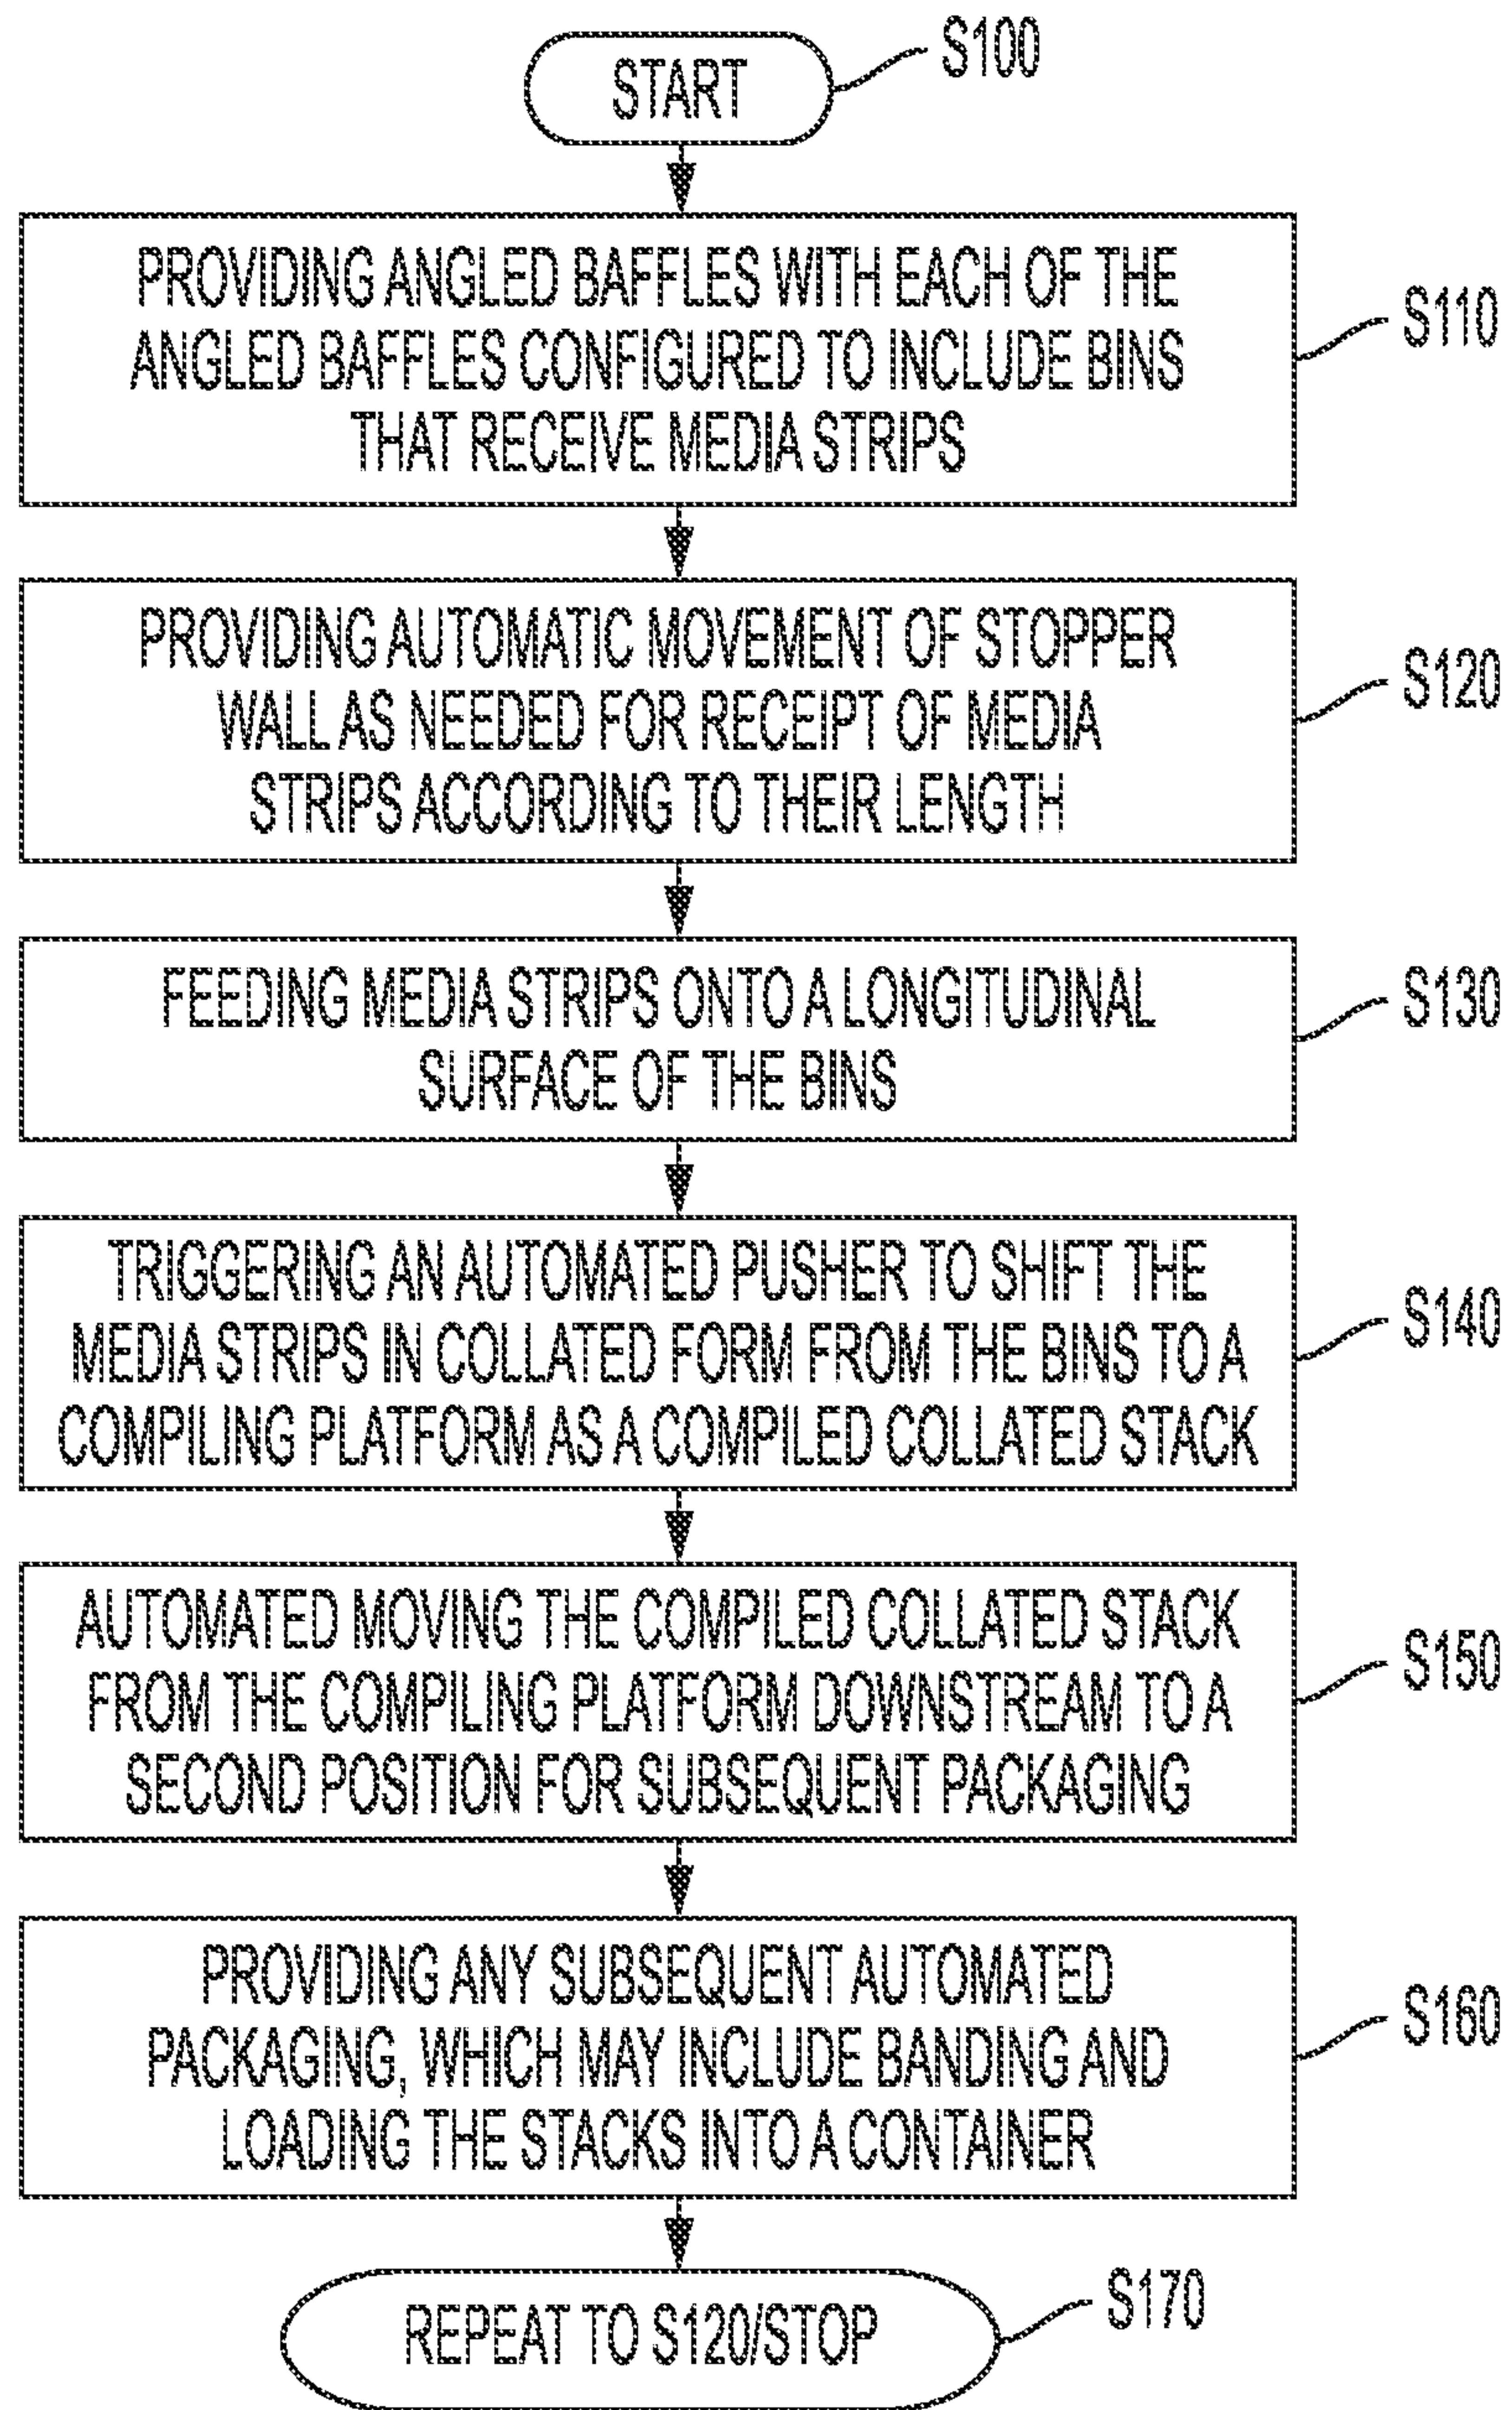 START
S100
PROVIDING ANGLED BAFFLES WITH EACH OF THE
ANGLED BAFFLES CONFIGURED TO INCLUDE BINS
THAT RECEIVE MEDIA STRIPS
S110
PROVIDING AUTOMATIC MOVEMENT OF STOPPER
WALL AS NEEDED FOR RECEIPT OF MEDIA
STRIPS ACCORDING TO THEIR LENGTH
S120
FEEDING MEDIA STRIPS ONTO A LONGITUDINAL
SURFACE OF THE BINS
S130
TRIGGERING AN AUTOMATED PUSHER TO SHIFT THE
MEDIA STRIPS IN COLLATED FORM FROM THE BINS TO A
COMPILING PLATFORM AS A COMPILED COLLATED STACK
S140
AUTOMATED MOVING THE COMPILED COLLATED STACK
FROM THE COMPILING PLATFORM DOWNSTREAM TO A
SECOND POSITION FOR SUBSEQUENT PACKAGING
S150
PROVIDING ANY SUBSEQUENT AUTOMATED
PACKAGING, WHICH MAY INCLUDE BANDING AND
LOADING THE STACKS INTO A CONTAINER
S160
REPEAT TO S120/STOP
S170